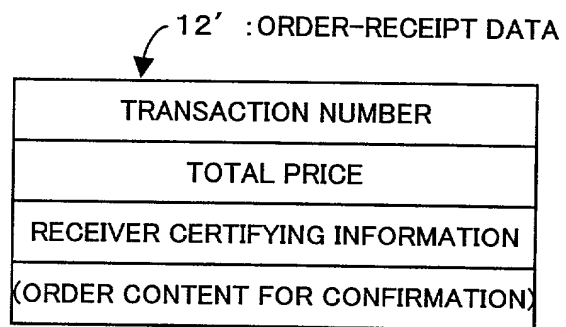 12′ :ORDER-RECEIPT DATA
TRANSACTION NUMBER
TOTAL PRICE
RECEIVER CERTIFYING INFORMATION
(ORDER CONTENT FOR CONFIRMATION)